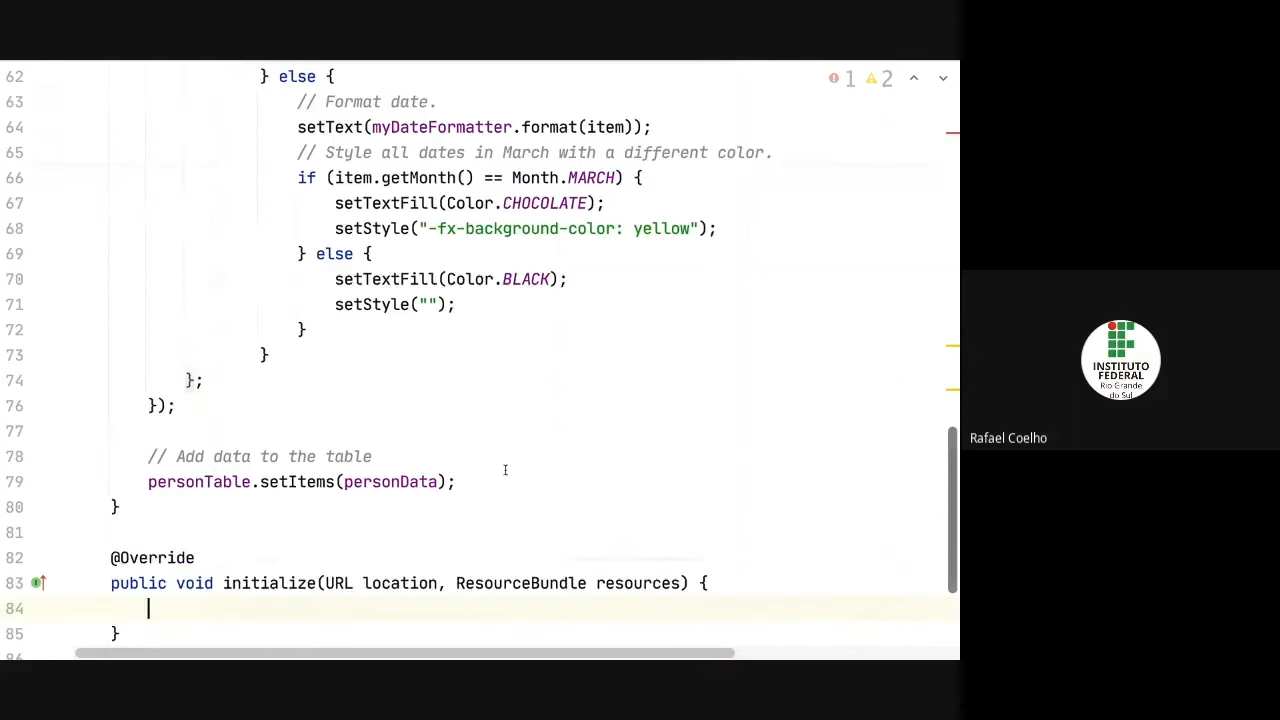 62 } else {
63 // Format date.
64 setText(myDateFormatter.format(item));
65 // Style all dates in March with a different color.
66 if (item.getMonth() == Month.MARCH) {
67 setTextFill(Color.CHOCOLATE);
68 setStyle("-fx-background-color: yellow");
69 } else {
70 setTextFill(Color.BLACK);
71 setStyle("");
72 }
73 }
74 };
76 });
77
78 // Add data to the table
79 personTable.setItems(personData);
80 }
81
82 @Override
83 public void initialize(URL location, ResourceBundle resources) {
84
85 }
86
1 2
INSTITUTO
FEDERAL
Rio Grande
do Sul
Rafael Coelho